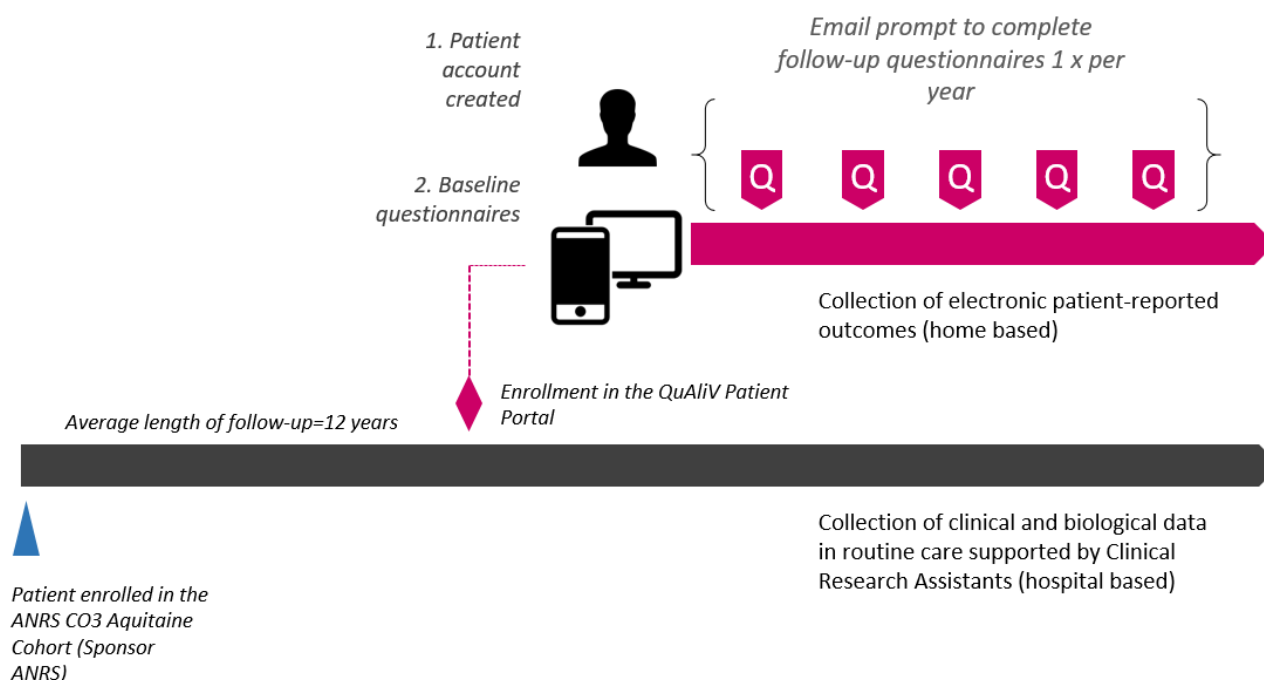 1. Patient
account
created
Email prompt to complete
follow-up questionnaires 1 x per
year
2. Baseline
questionnaires
Q
Q
Q
Q
Q
Collection of electronic patient-reported
outcomes (home based)
Enrollment in the QuAliV Patient
Portal
Average length of follow-up=12 years
Collection of clinical and biological data
in routine care supported by Clinical
Research Assistants (hospital based)
Patient enrolled in the
ANRS CO3 Aquitaine
Cohort (Sponsor
ANRS)